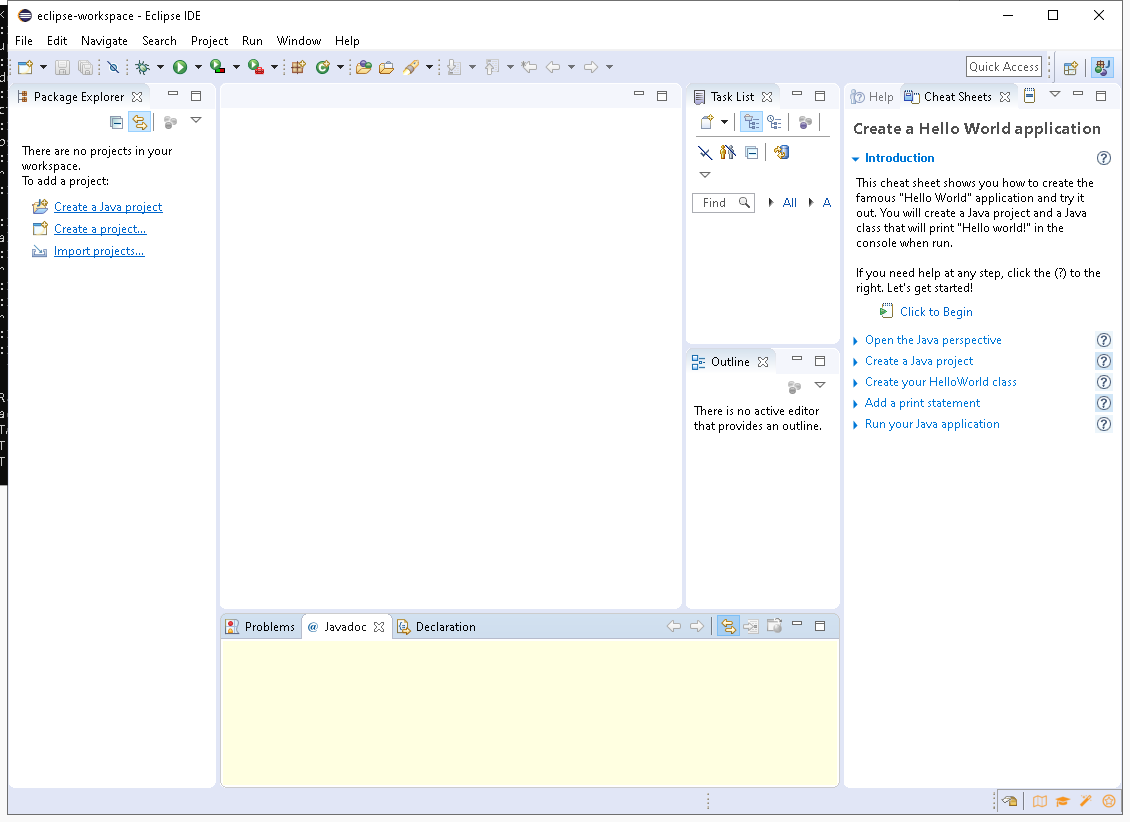 eclipse-workspace - Eclipse IDE
File Edit Navigate Search Project Run Window Help
Quick Access
Package Explorer
There are no projects in your
workspace.
To add a project:
Create a Java project
Create a project...
Import projects...
Task List
Find
All
A
Outline
There is no active editor
that provides an outline.
Help
Cheat Sheets
Create a Hello World application
Introduction
This cheat sheet shows you how to create the
famous "Hello World" application and try it
out. You will create a Java project and a Java
class that will print "Hello world!" in the
console when run.
If you need help at any step, click the (?) to the
right. Let's get started!
Click to Begin
Open the Java perspective
Create a Java project
Create your HelloWorld class
Add a print statement
Run your Java application
Problems
@ Javadoc
Declaration